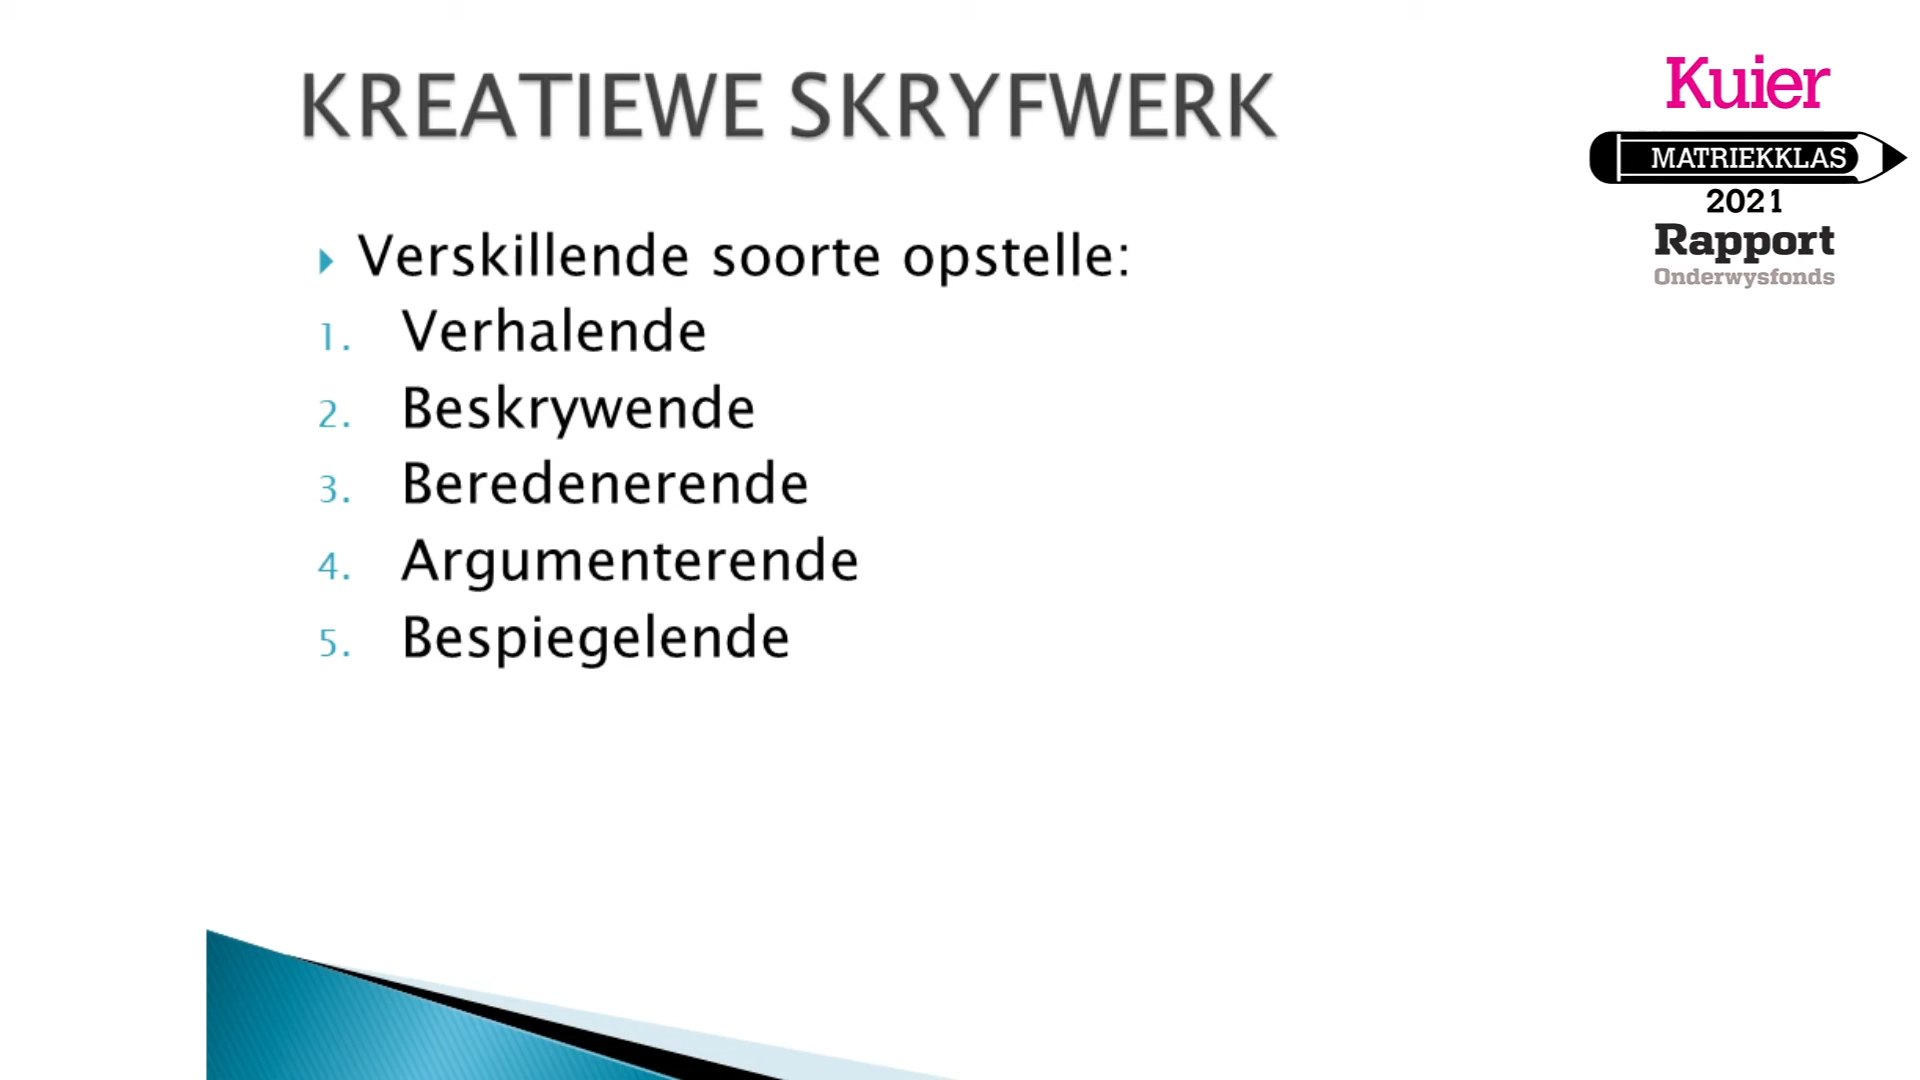 KREATIEWE SKRYFWERK
Kuier
MATRIEKKLAS
2021
Rapport
Onderwysfonds
Verskillende soorte opstelle:
1. Verhalende
2. Beskrywende
3. Beredenerende
4. Argumenterende
5. Bespiegelende